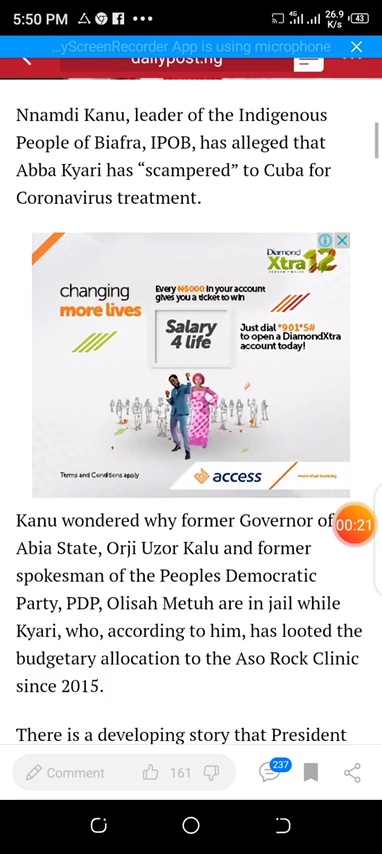 5:50 PM
4G
26.9
K/s
43
...yScreenRecorder App is using microphone
dailypost.ng
Nnamdi Kanu, leader of the Indigenous
People of Biafra, IPOB, has alleged that
Abba Kyari has “scampered” to Cuba for
Coronavirus treatment.
Diamond
Xtra 12
changing
more lives
Every ₦5000 in your account
gives you a ticket to win
Salary
4 life
Just dial *901*5#
to open a DiamondXtra
account today!
Terms and Conditions apply
access
Kanu wondered why former Governor of
00:21
Abia State, Orji Uzor Kalu and former
spokesman of the Peoples Democratic
Party, PDP, Olisah Metuh are in jail while
Kyari, who, according to him, has looted the
budgetary allocation to the Aso Rock Clinic
since 2015.
There is a developing story that President
Comment
161
237